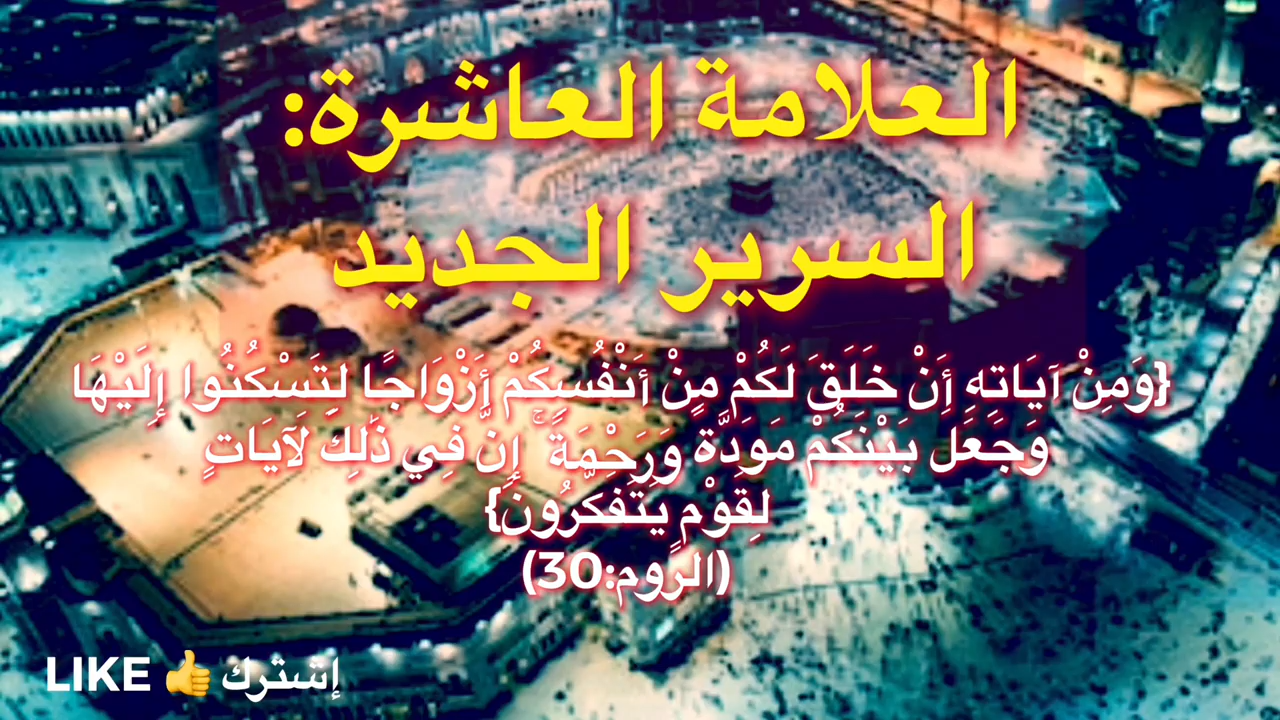 العلامة العاشرة:
السرير الجديد
{وَمِنْ آيَاتِهِ أَنْ خَلَقَ لَكُمْ مِنْ أَنْفُسِكُمْ أَزْوَاجًا لِتَسْكُنُوا إِلَيْهَا
وَجَعَلَ بَيْنَكُمْ مَوَدَّةً وَرَحْمَةً ۚ إِنَّ فِي ذَٰلِكَ لَآيَاتٍ
لِقَوْمٍ يَتَفَكَّرُونَ}
(الروم:30)
LIKE 👍 إشترك